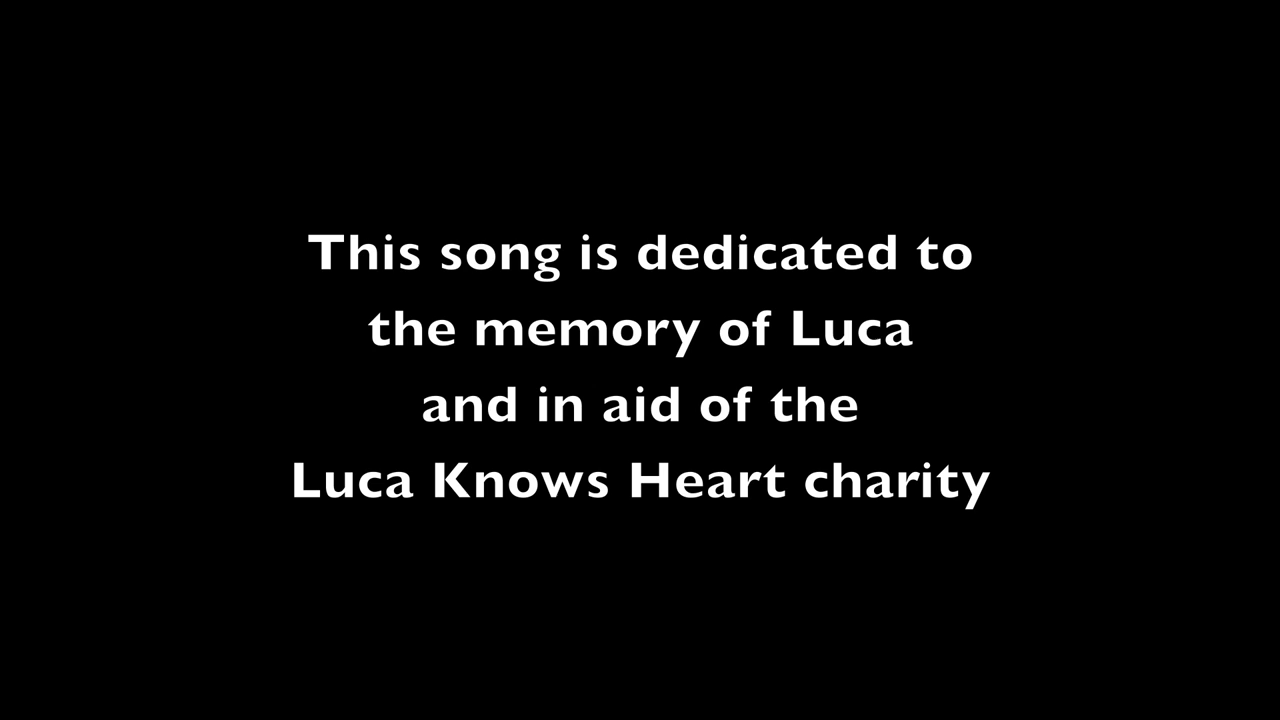 This song is dedicated to
the memory of Luca
and in aid of the
Luca Knows Heart charity